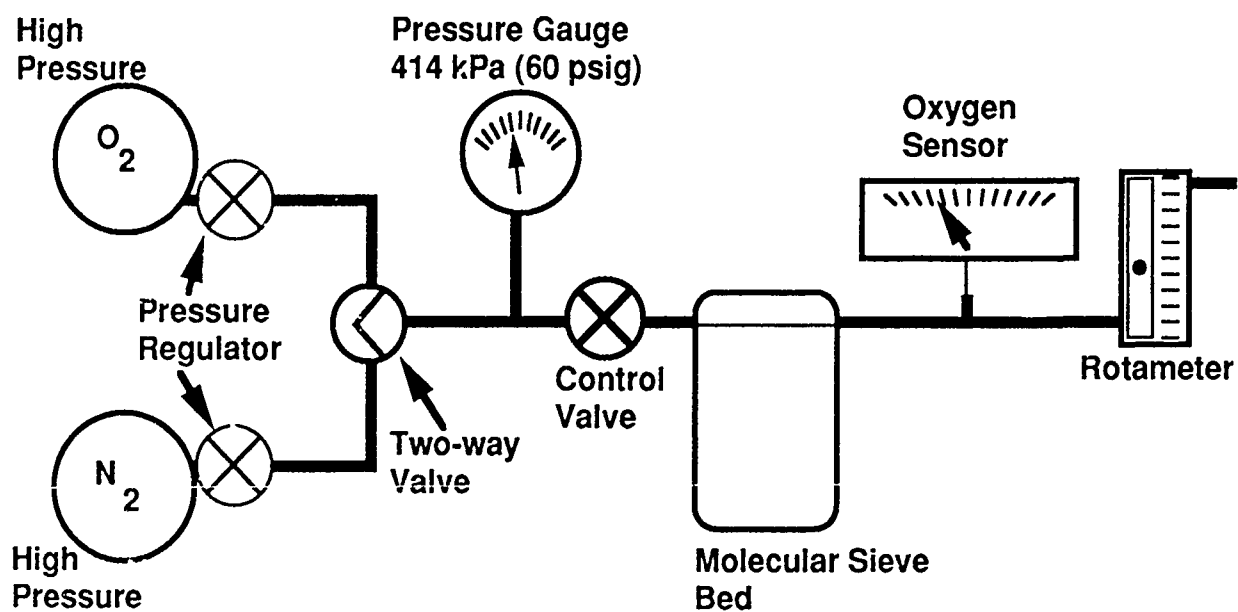 High
Pressure
O2
Pressure Gauge
414 kPa (60 psig)
Oxygen
Sensor
Pressure
Regulator
Control
Valve
Rotameter
Two-way
Valve
N2
High
Pressure
Molecular Sieve
Bed